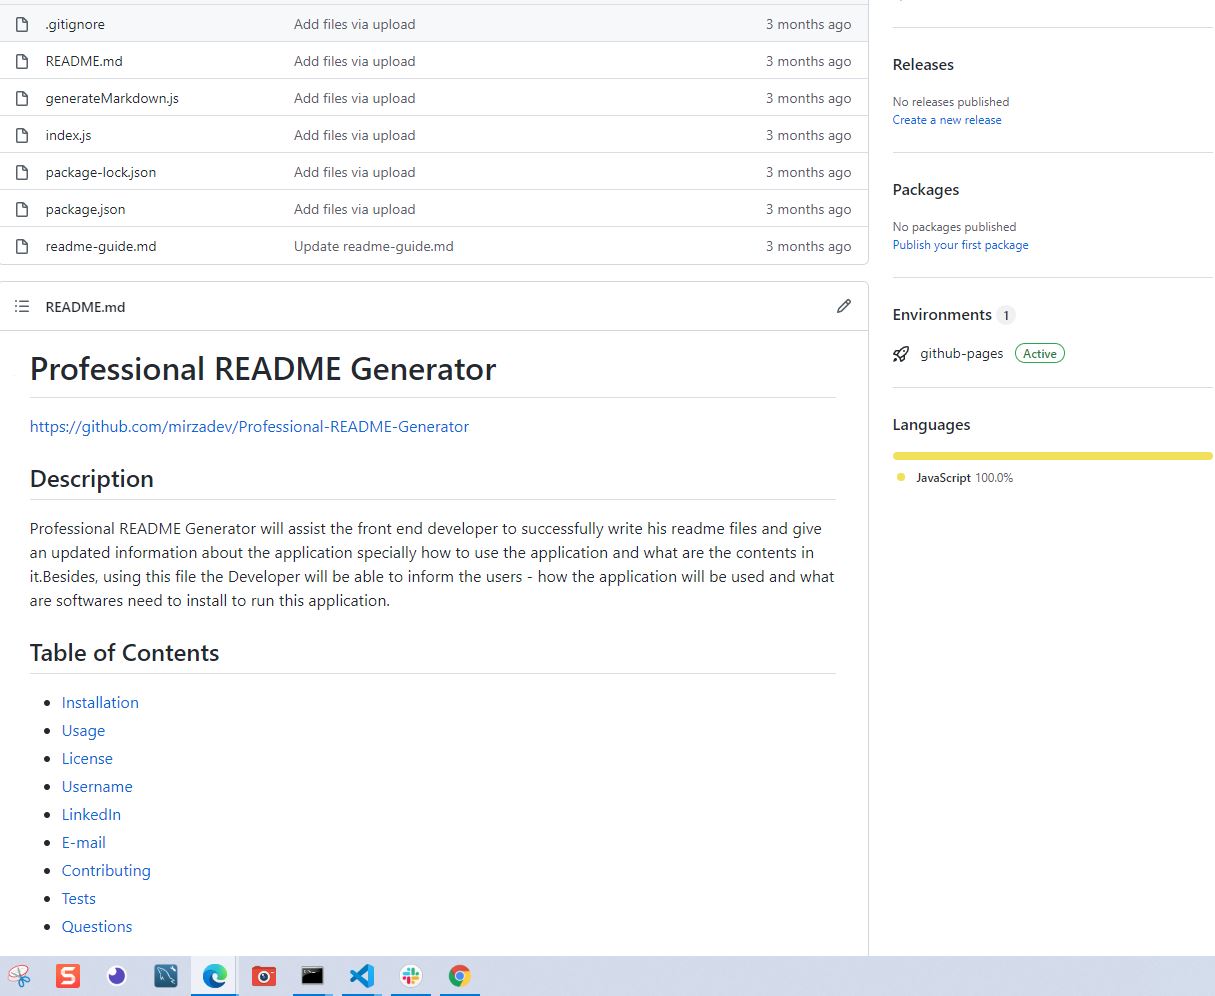 .gitignore Add files via upload 3 months ago
README.md Add files via upload 3 months ago
generateMarkdown.js Add files via upload 3 months ago
index.js Add files via upload 3 months ago
package-lock.json Add files via upload 3 months ago
package.json Add files via upload 3 months ago
readme-guide.md Update readme-guide.md 3 months ago
README.md
Professional README Generator
https://github.com/mirzadev/Professional-README-Generator
Description
Professional README Generator will assist the front end developer to successfully write his readme files and give
an updated information about the application specially how to use the application and what are the contents in
it.Besides, using this file the Developer will be able to inform the users - how the application will be used and what
are softwares need to install to run this application.
Table of Contents
Installation
Usage
License
Username
LinkedIn
E-mail
Contributing
Tests
Questions
Releases
No releases published
Create a new release
Packages
No packages published
Publish your first package
Environments 1
github-pages Active
Languages
JavaScript 100.0%
S